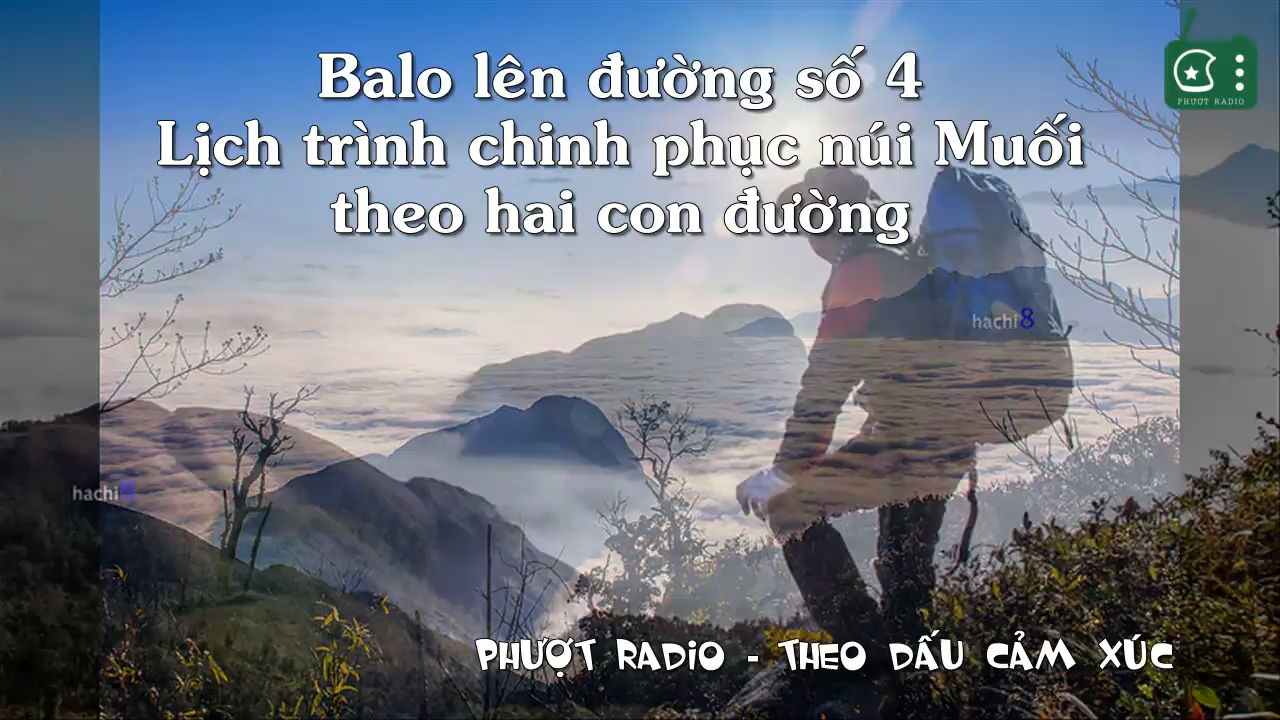 Balo lên đường số 4
Lịch trình chinh phục núi Muối
theo hai con đường
PHƯỢT RADIO
hachi8
hachi8
PHƯỢT RADIO - THEO DẤU CẢM XÚC